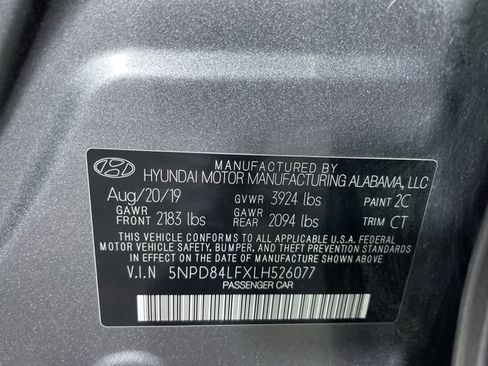 MANUFACTURED BY
HYUNDAI MOTOR MANUFACTURING ALABAMA, LLC
Aug/20/19 GVWR 3924 lbs PAINT 2C
GAWR FRONT 2183 lbs GAWR REAR 2094 lbs TRIM CT
THIS VEHICLE CONFORMS TO ALL APPLICABLE U.S.A. FEDERAL
MOTOR VEHICLE SAFETY, BUMPER, AND THEFT PREVENTION STANDARDS
IN EFFECT ON THE DATE OF MANUFACTURE SHOWN ABOVE.
V.I.N 5NPD84LFXLH526077
PASSENGER CAR